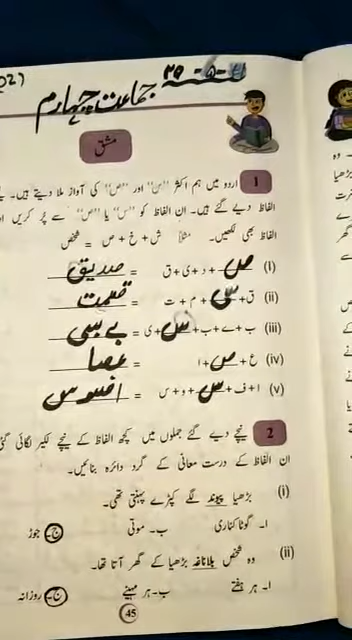 جماعت چہارم
مشق
1 اردو میں ہم اکثر "س" اور "ص" کی آواز ملا دیتے ہیں۔
الفاظ دیے گئے ہیں۔ ان الفاظ کو "س" یا "ص" سے پُر کریں
الفاظ بھی لکھیں۔ مثلاً ش + خ + ص = شخص
(i) ص + د + ی + ق = صدیق
(ii) ق + س + م + ت = قسمت
(iii) ب + ے + ب + س + ی = بے بسی
(iv) ع + ص + ا = عصا
(v) ا + ف + س + و + س = افسوس
2 نیچے دیے گئے جملوں میں کچھ الفاظ کے نیچے لکیر لگائی گئی
ان الفاظ کے درست معانی کے گرد دائرہ بنائیں۔
(i) بڑھیا پیوند لگے کپڑے پہنتی تھی۔
ا۔ گوٹا کناری ب۔ موتی ج۔ جوڑ
(ii) وہ شخص بلاناغہ بڑھیا کے گھر آتا تھا۔
ا۔ ہر ہفتے ب۔ ہر مہینے ج۔ روزانہ
45